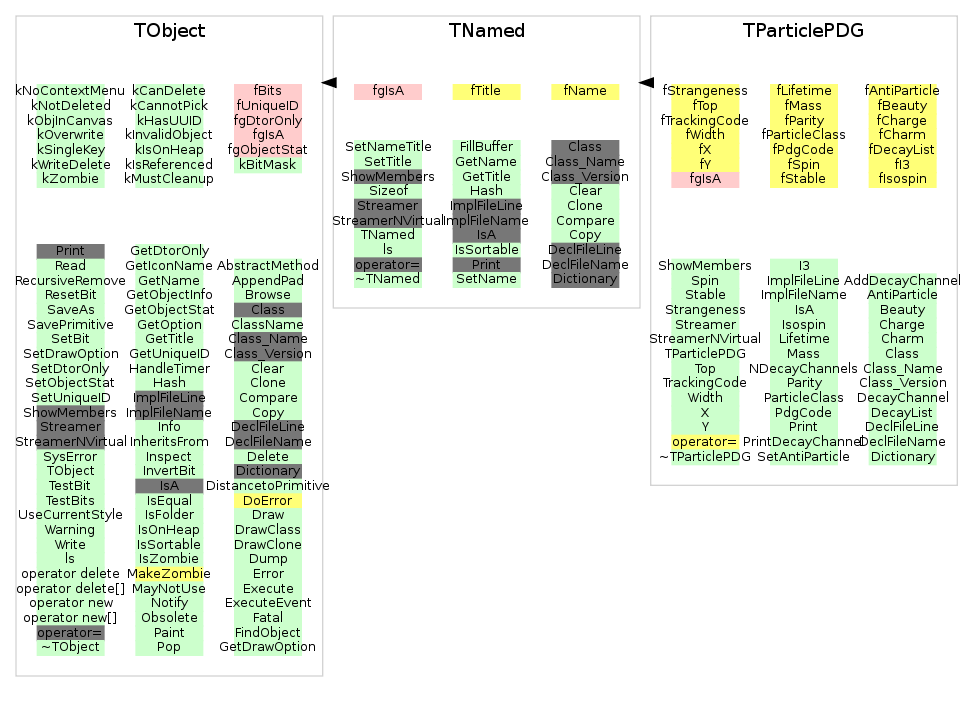 TObject
kNoContextMenu
kNotDeleted
kObjInCanvas
kOverwrite
kSingleKey
kWriteDelete
kZombie
kCanDelete
kCannotPick
kHasUUID
kInvalidObject
kIsOnHeap
kIsReferenced
kMustCleanup
fBits
fUniqueID
fgDtorOnly
fgIsA
fgObjectStat
kBitMask
Print
Read
RecursiveRemove
ResetBit
SaveAs
SavePrimitive
SetBit
SetDrawOption
SetDtorOnly
SetObjectStat
SetUniqueID
ShowMembers
Streamer
StreamerNVirtual
SysError
TObject
TestBit
TestBits
UseCurrentStyle
Warning
Write
ls
operator delete
operator delete[]
operator new
operator new[]
operator=
~TObject
GetDtorOnly
GetIconName
GetName
GetObjectInfo
GetObjectStat
GetOption
GetTitle
GetUniqueID
HandleTimer
Hash
ImplFileLine
ImplFileName
Info
InheritsFrom
Inspect
InvertBit
IsA
IsEqual
IsFolder
IsOnHeap
IsSortable
IsZombie
MakeZombie
MayNotUse
Notify
Obsolete
Paint
Pop
AbstractMethod
AppendPad
Browse
Class
ClassName
Class_Name
Class_Version
Clear
Clone
Compare
Copy
DeclFileLine
DeclFileName
Delete
Dictionary
DistancetoPrimitive
DoError
Draw
DrawClass
DrawClone
Dump
Error
Execute
ExecuteEvent
Fatal
FindObject
GetDrawOption
TNamed
fgIsA
fTitle
fName
SetNameTitle
SetTitle
ShowMembers
Sizeof
Streamer
StreamerNVirtual
TNamed
ls
operator=
~TNamed
FillBuffer
GetName
GetTitle
Hash
ImplFileLine
ImplFileName
IsA
IsSortable
Print
SetName
Class
Class_Name
Class_Version
Clear
Clone
Compare
Copy
DeclFileLine
DeclFileName
Dictionary
TParticlePDG
fStrangeness
fTop
fTrackingCode
fWidth
fX
fY
fgIsA
fLifetime
fMass
fParity
fParticleClass
fPdgCode
fSpin
fStable
fAntiParticle
fBeauty
fCharge
fCharm
fDecayList
fI3
fIsospin
ShowMembers
Spin
Stable
Strangeness
Streamer
StreamerNVirtual
TParticlePDG
Top
TrackingCode
Width
X
Y
operator=
~TParticlePDG
I3
ImplFileLine
ImplFileName
IsA
Isospin
Lifetime
Mass
NDecayChannels
Parity
ParticleClass
PdgCode
Print
PrintDecayChannel
SetAntiParticle
AddDecayChannel
AntiParticle
Beauty
Charge
Charm
Class
Class_Name
Class_Version
DecayChannel
DecayList
DeclFileLine
DeclFileName
Dictionary